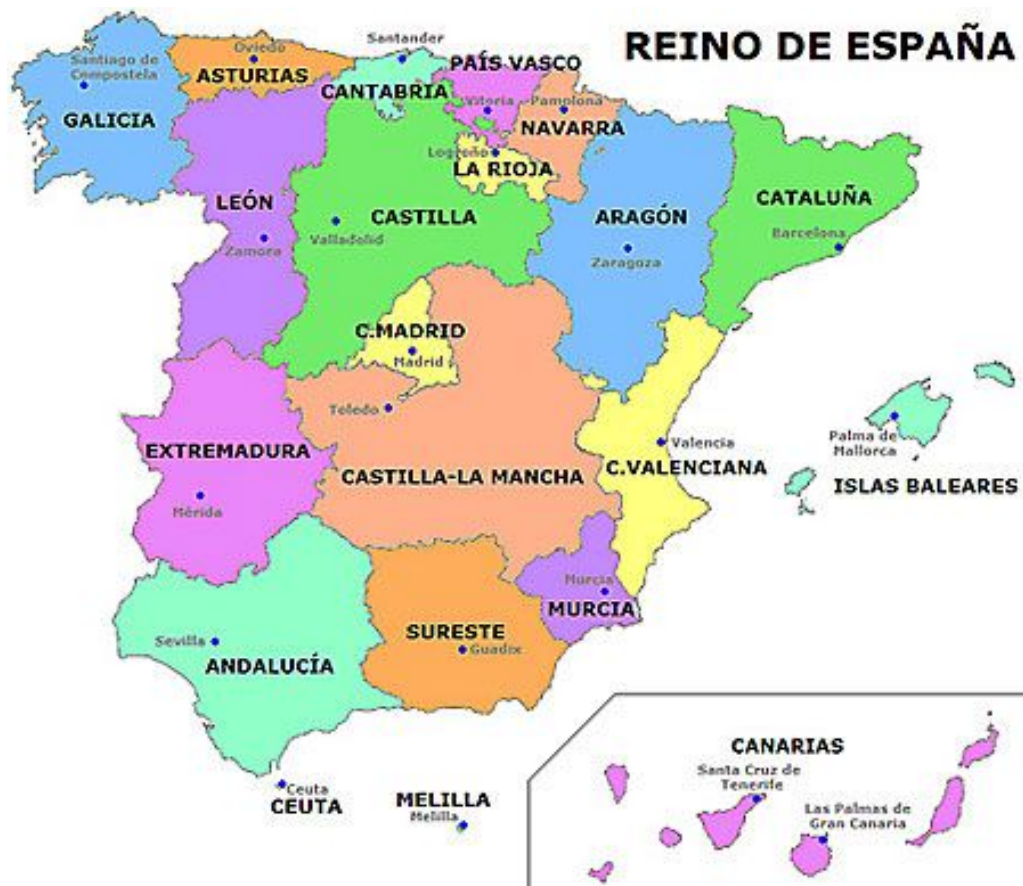 REINO DE ESPAÑA
Santander
Oviedo
Santiago de
Compostela
ASTURIAS
PAÍS VASCO
CANTABRIA
Vitoria
Pamplona
GALICIA
NAVARRA
Logroño
LA RIOJA
LEÓN
CASTILLA
ARAGÓN
CATALUÑA
Zamora
Valladolid
Zaragoza
Barcelona
C.MADRID
Madrid
Toledo
EXTREMADURA
CASTILLA-LA MANCHA
Valencia
C.VALENCIANA
Palma de
Mallorca
ISLAS BALEARES
Mérida
Murcia
MURCIA
SURESTE
Guadix
Sevilla
ANDALUCÍA
Ceuta
CEUTA
MELILLA
Melilla
CANARIAS
Santa Cruz de
Tenerife
Las Palmas de
Gran Canaria